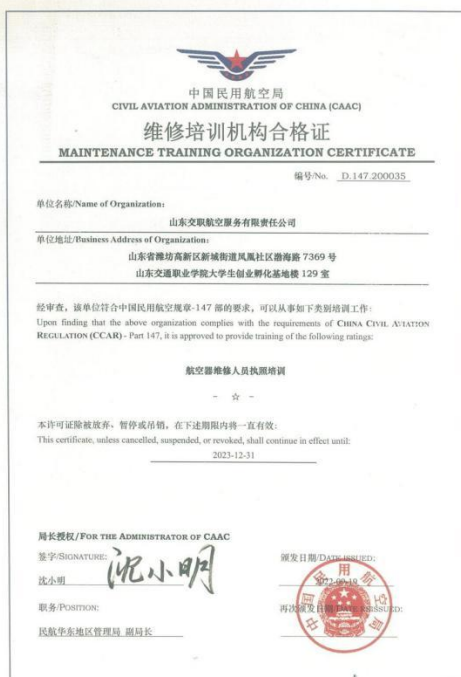 中国民用航空局
CIVIL AVIATION ADMINISTRATION OF CHINA (CAAC)
维修培训机构合格证
MAINTENANCE TRAINING ORGANIZATION CERTIFICATE
编号/No. D.147.200035
单位名称/Name of Organization:
山东交联航空服务有限责任公司
单位地址/Business Address of Organization:
山东省潍坊高新区新城街道凤凰社区渤海路 7369 号
山东交通职业学院大学生创业孵化基地楼 129 室
经审查，该单位符合中国民用航空规章-147 部的要求，可以从事如下类别培训工作:
Upon finding that the above organization complies with the requirements of CHINA CIVIL AVIATION
REGULATION (CCAR) - Part 147, it is approved to provide training of the following ratings:
航空器维修人员执照培训
- ☆ -
本许可证除被放弃、暂停或吊销，在下述期限内将一直有效:
This certificate, unless cancelled, suspended, or revoked, shall continue in effect until:
2023-12-31
局长授权/FOR THE ADMINISTRATOR OF CAAC
签字/SIGNATURE: 沈小明
颁发日期/DATE ISSUED:
沈小明
2022-09-19
职务/POSITION:
再次颁发日期/DATE REISSUED:
民航华东地区管理局 副局长
中国民用航空局